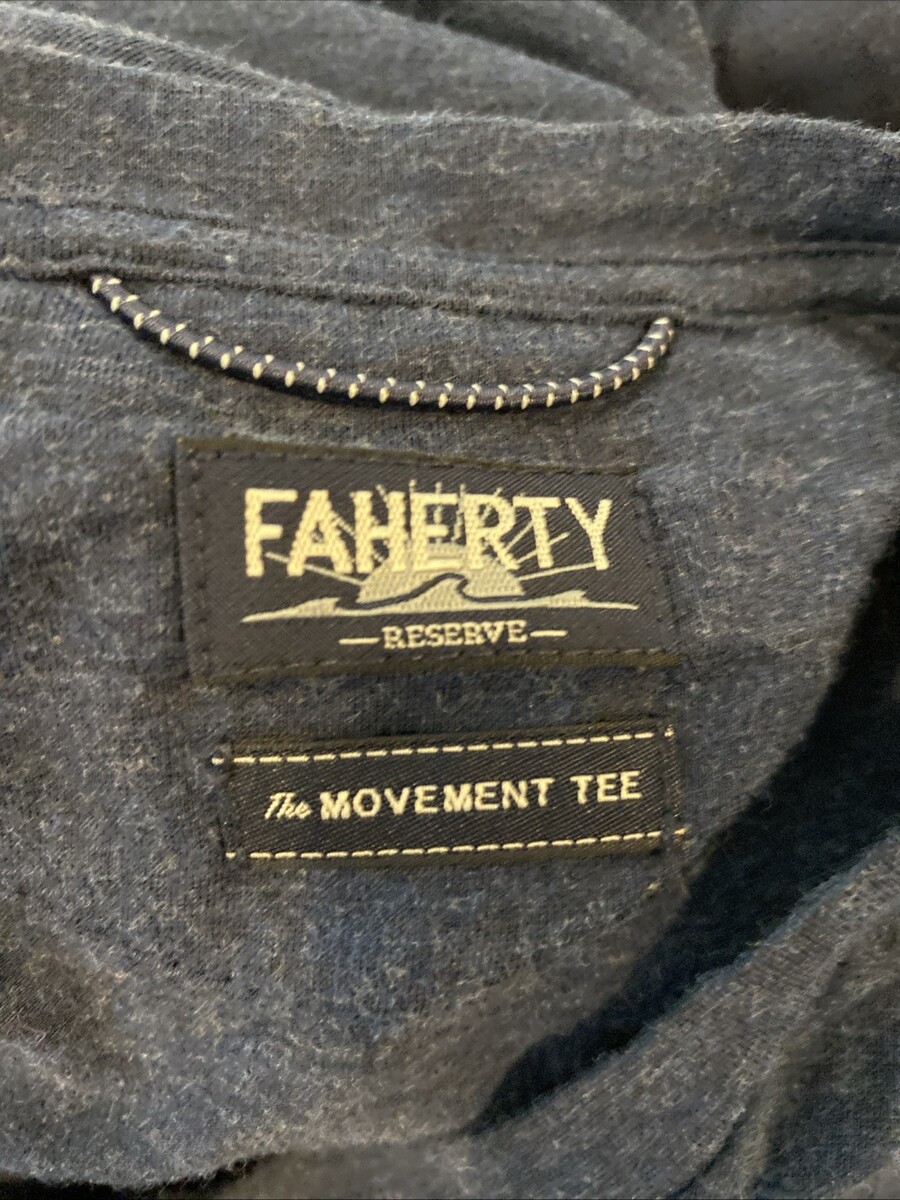 FAHERTY
—RESERVE—
The MOVEMENT TEE